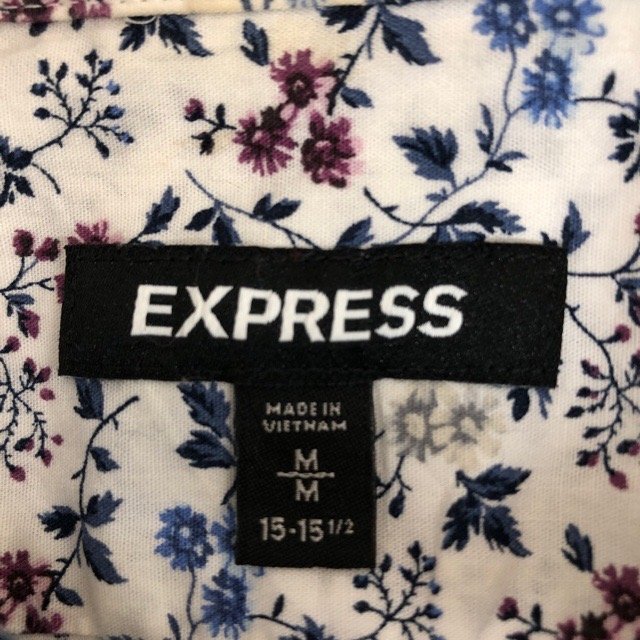 EXPRESS
MADE IN
VIETNAM
M
M
15-15 1/2